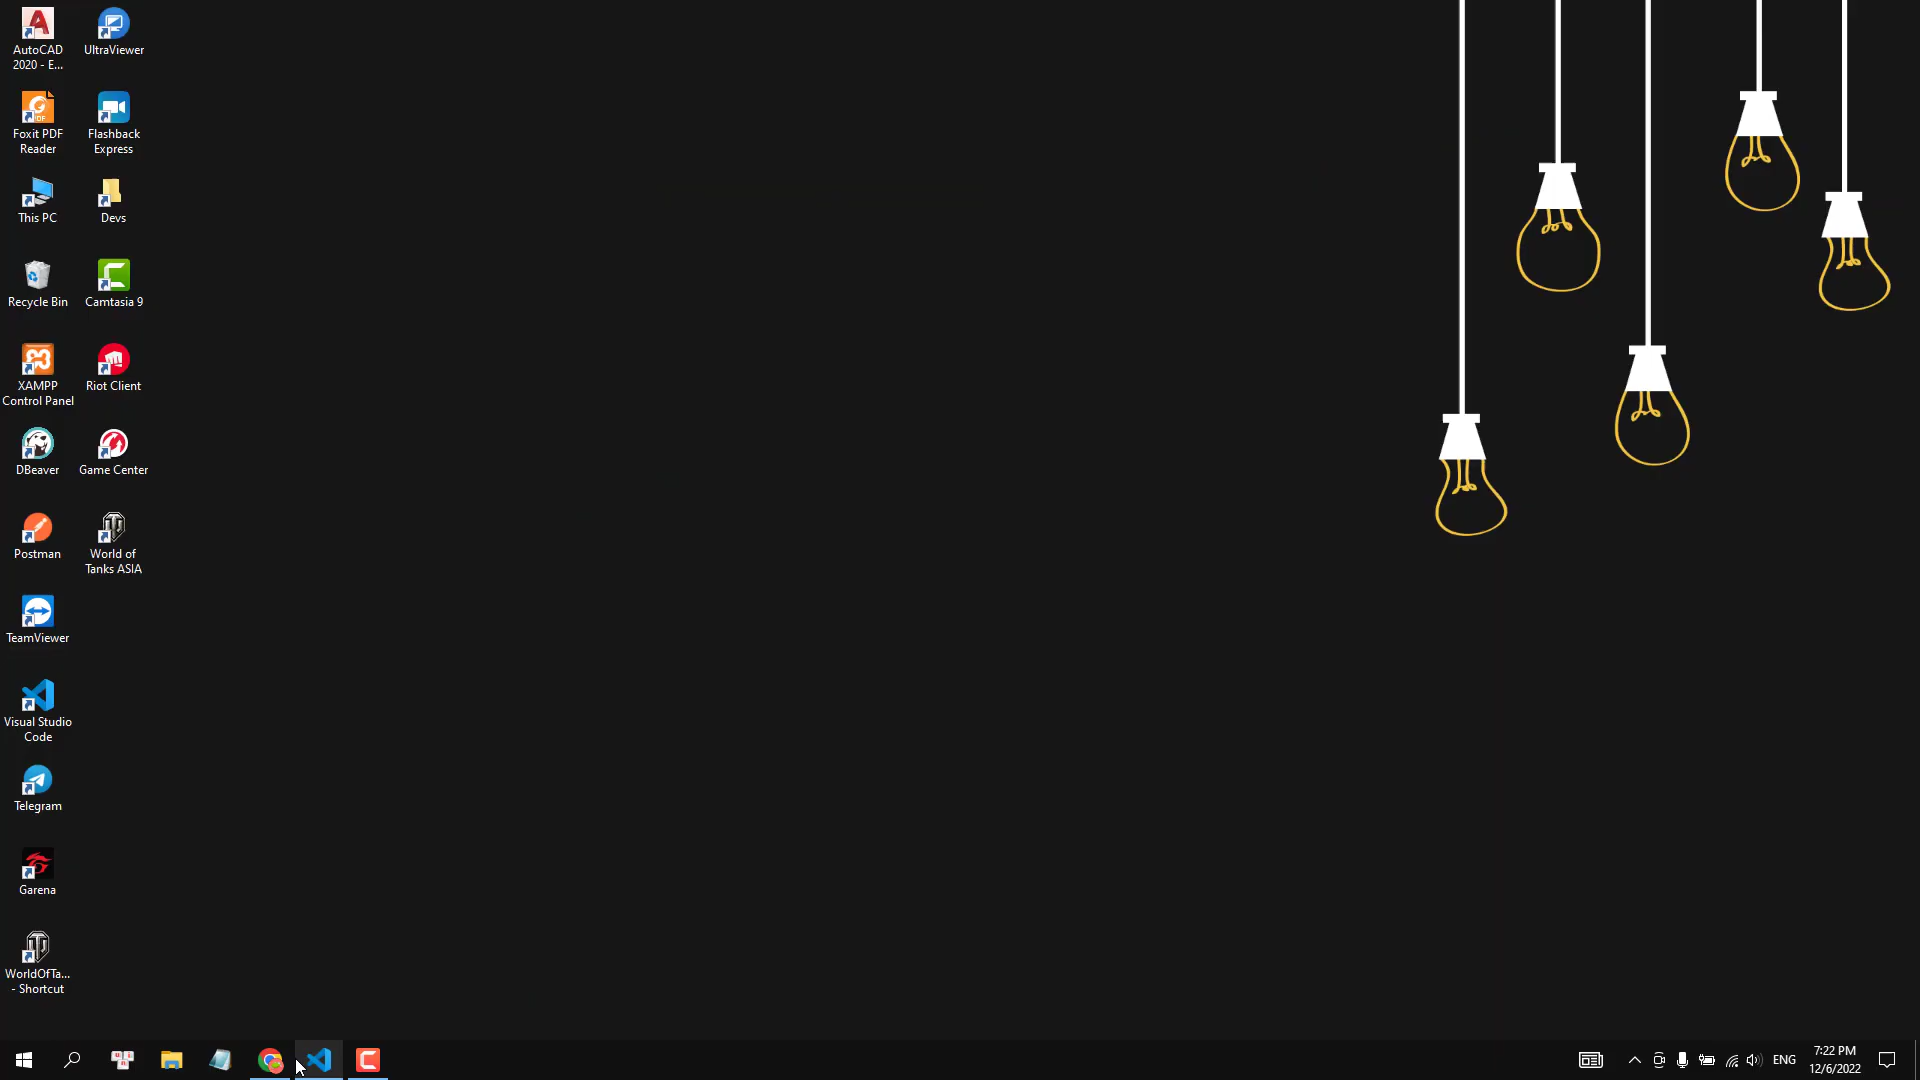 AutoCAD
2020 - E...
UltraViewer
Foxit PDF
Reader
Flashback
Express
This PC
Devs
Recycle Bin
Camtasia 9
XAMPP
Control Panel
Riot Client
DBeaver
Game Center
Postman
World of
Tanks ASIA
TeamViewer
Visual Studio
Code
Telegram
Garena
WorldOfTa...
- Shortcut
ENG
7:22 PM
12/6/2022